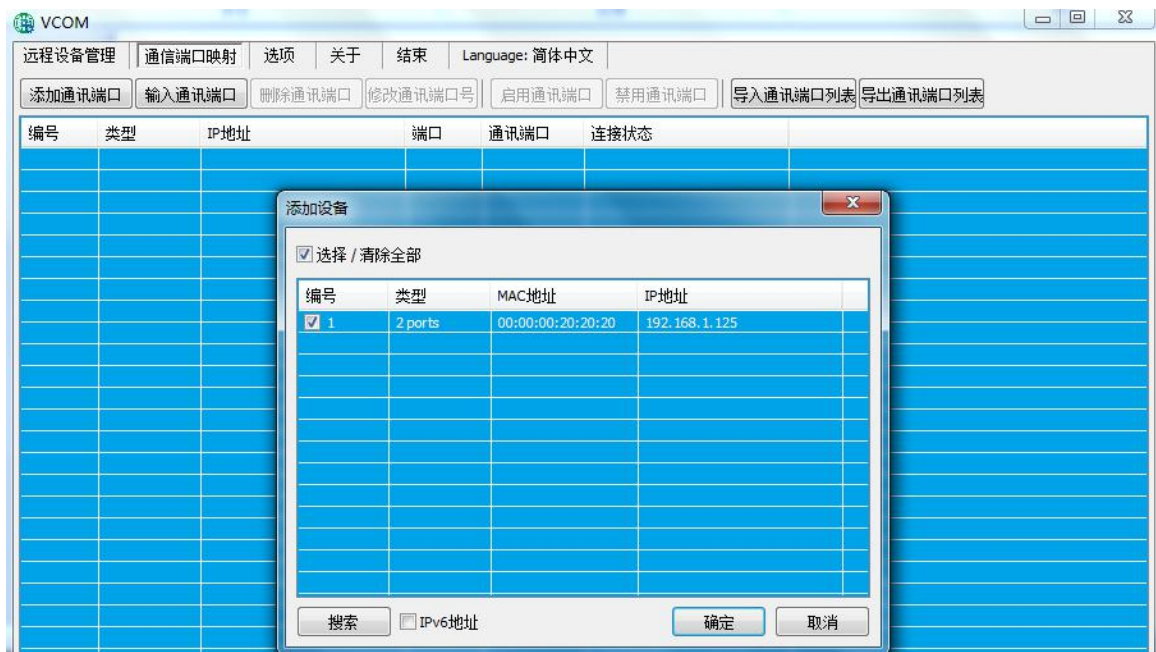 VCOM
远程设备管理 通信端口映射 选项 关于 结束 Language: 简体中文
添加通讯端口 输入通讯端口 删除通讯端口 修改通讯端口号 启用通讯端口 禁用通讯端口 导入通讯端口列表 导出通讯端口列表
编号 类型 IP地址 端口 通讯端口 连接状态
添加设备
选择 / 清除全部
编号 类型 MAC地址 IP地址
1 2 ports 00:00:00:20:20:20 192.168.1.125
搜索 IPv6地址 确定 取消